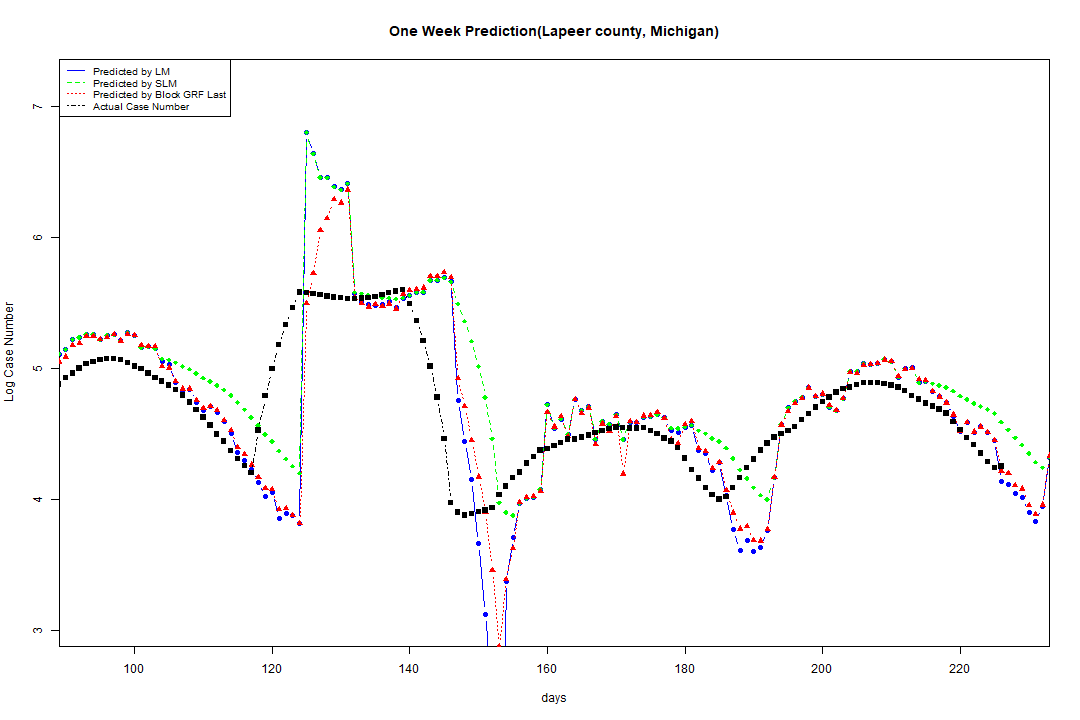 One Week Prediction(Lapeer county, Michigan)
Predicted by LM
Predicted by SLM
Predicted by Block GRF Last
Actual Case Number
Log Case Number
7
6
5
4
3
100 120 140 160 180 200 220
days